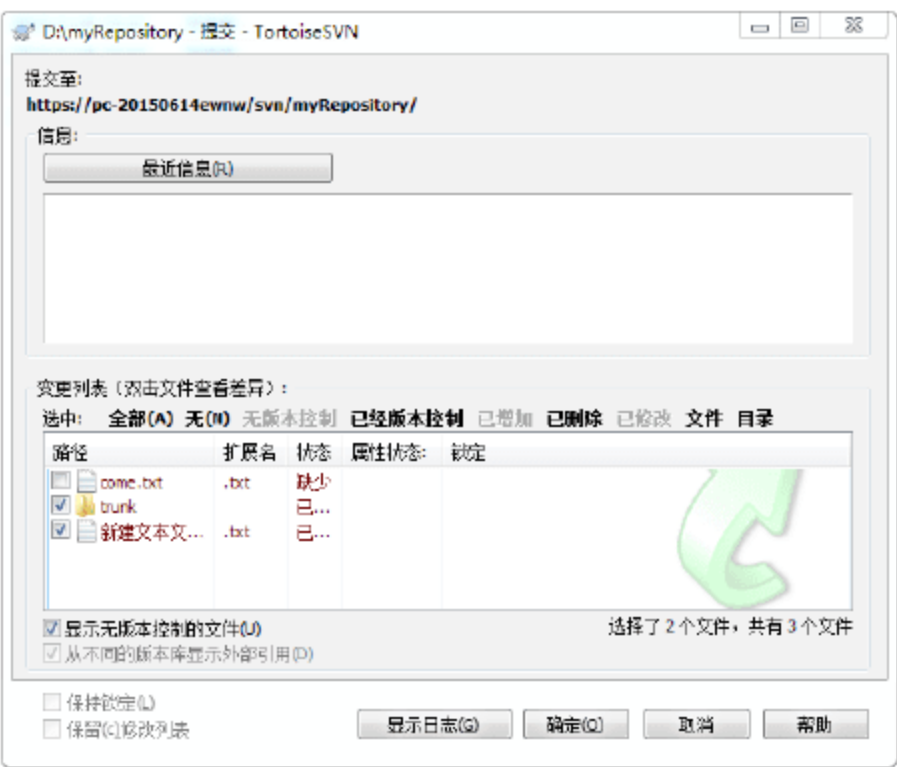 D:\myRepository - 提交 - TortoiseSVN
提交至:
https://pc-20150614ewnw/svn/myRepository/
信息:
最近信息(R)
变更列表（双击文件查看差异）:
选中: 全部(A) 无(N) 无版本控制 已经版本控制 已增加 已删除 已修改 文件 目录
路径 扩展名 状态 属性状态: 锁定
come.txt .txt 缺少
trunk 已...
新建文本文... .txt 已...
显示无版本控制的文件(U)
选择了2个文件，共有3个文件
从不同的版本库显示外部引用(D)
保持锁定(L)
保留(c)修改列表
显示日志(G) 确定(O) 取消 帮助